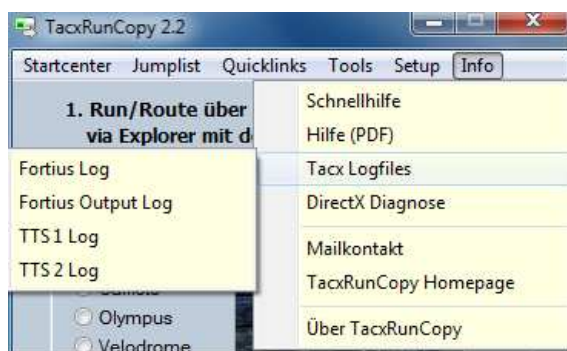 TacxRunCopy 2.2
Startcenter Jumplist Quicklinks Tools Setup Info
1. Run/Route über
via Explorer mit
Schnellhilfe
Hilfe (PDF)
Tacx Logfiles
DirectX Diagnose
Mailkontakt
TacxRunCopy Homepage
Über TacxRunCopy
Fortius Log
Fortius Output Log
TTS 1 Log
TTS 2 Log
Olympus
Velodrome